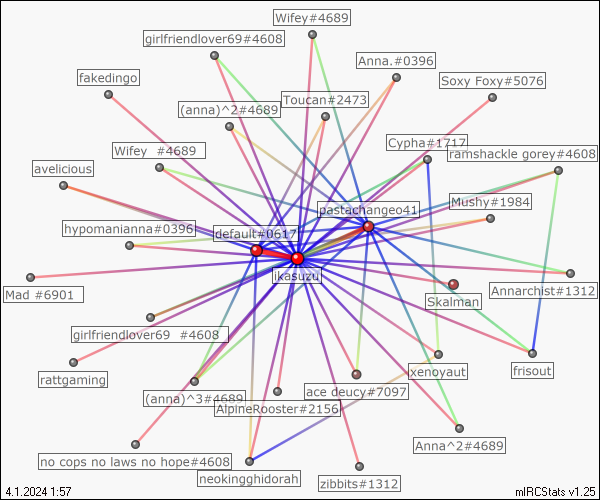 Wifey#4689
girlfriendlover69#4608
Anna.#0396
fakedingo
Soxy Foxy#5076
Toucan#2473
(anna)^2#4689
Cypha#1717
Wifey  #4689
ramshackle gorey#4608
avelicious
Mushy#1984
pastachangeo41
hypomanianna#0396
default#0617
ikasuzu
Mad #6901
Annarchist#1312
Skalman
girlfriendlover69  #4608
frisout
xenoyaut
rattgaming
ace deucy#7097
(anna)^3#4689
AlpineRooster#2156
Anna^2#4689
no cops no laws no hope#4608
neokingghidorah
zibbits#1312
4.1.2024 1:57
mIRCStats v1.25